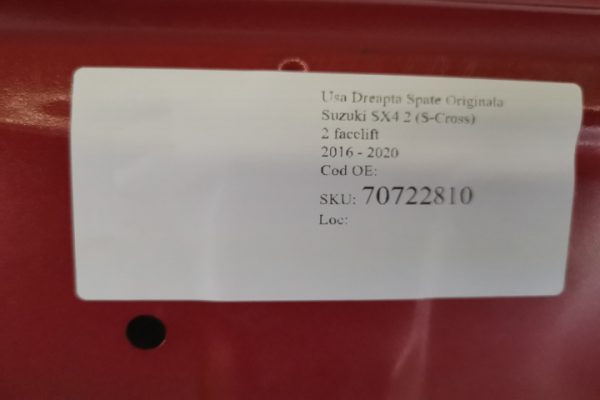 Usa Dreapta Spate Originala
Suzuki SX4 2 (S-Cross)
2 facelift
2016 - 2020
Cod OE:
SKU: 70722810
Loc: